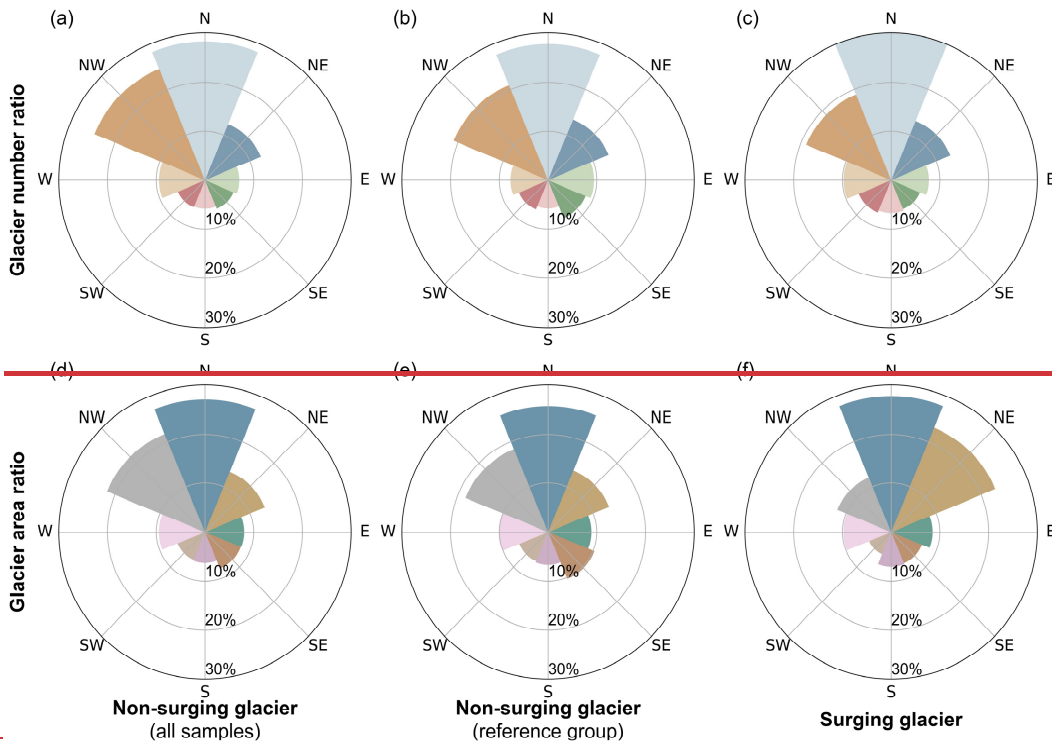 (a) (b) (c)
N N N
NW NE NW NE NW NE
Glacier number ratio
W E W E W E
10% 10% 10%
20% 20% 20%
SW SE SW SE SW SE
30% 30% 30%
S S S
(d) (e) (f)
N N N
NW NE NW NE NW NE
Glacier area ratio
W E W E W E
10% 10% 10%
20% 20% 20%
SW SE SW SE SW SE
30% 30% 30%
S S S
Non-surging glacier Non-surging glacier Surging glacier
(all samples) (reference group)